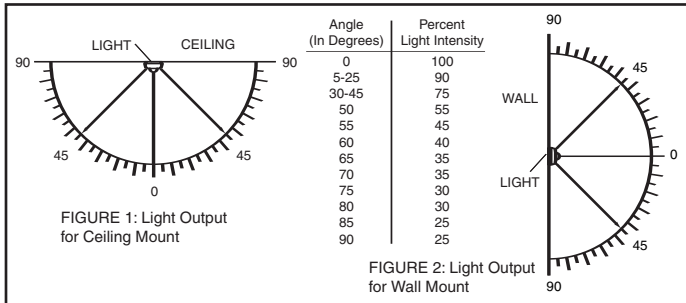 LIGHT CEILING
90 90
45 45
0
FIGURE 1: Light Output
for Ceiling Mount
Angle Percent
(In Degrees) Light Intensity
0 100
5-25 90
30-45 75
50 55
55 45
60 40
65 35
70 35
75 30
80 30
85 25
90 25
90
45
WALL
0
LIGHT
45
90
FIGURE 2: Light Output
for Wall Mount